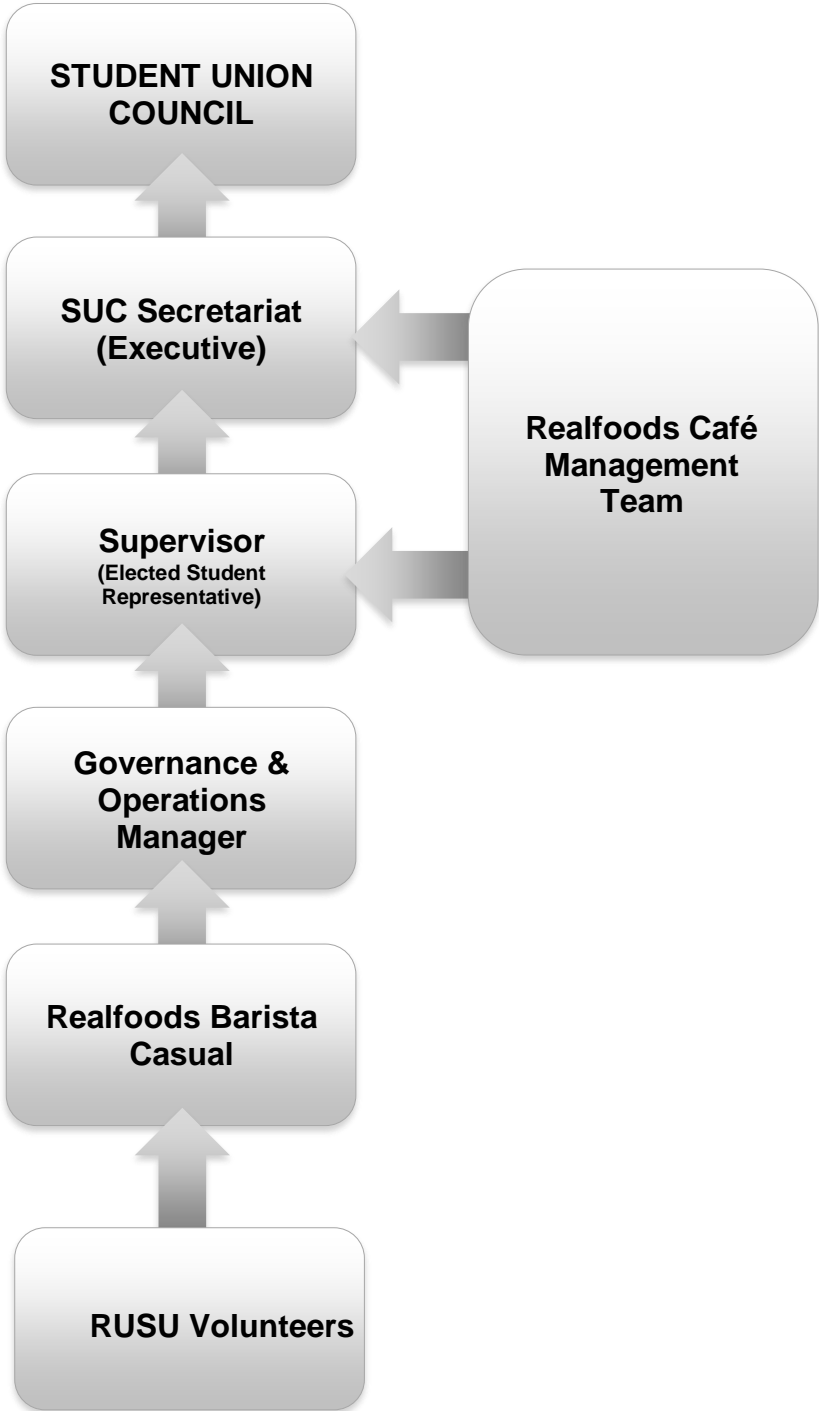 STUDENT UNION
COUNCIL
SUC Secretariat
(Executive)
Realfoods Café
Management
Team
Supervisor
(Elected Student
Representative)
Governance &
Operations
Manager
Realfoods Barista
Casual
RUSU Volunteers